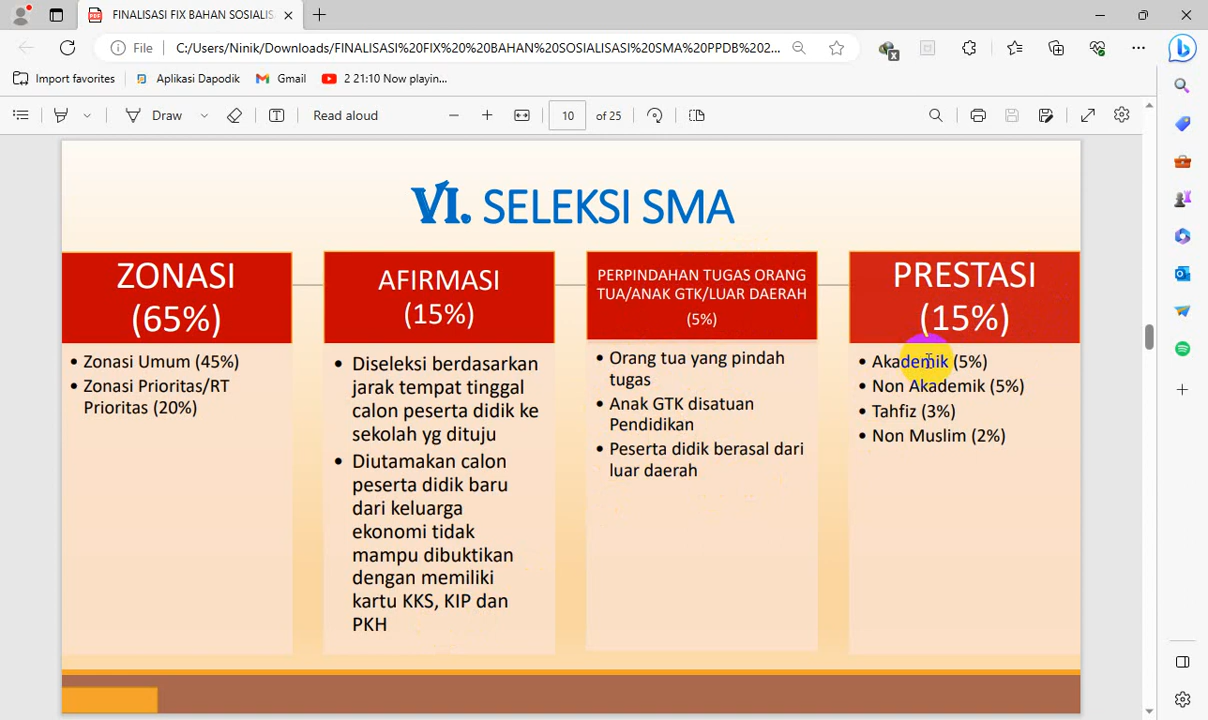 FINALISASI FIX BAHAN SOSIALIS
File
C:/Users/Ninik/Downloads/FINALISASI%20FIX%20%20BAHAN%20SOSIALISASI%20SMA%20PPDB%202...
Import favorites
Aplikasi Dapodik
Gmail
2 21:10 Now playin...
Draw
Read aloud
10 of 25
VI. SELEKSI SMA
ZONASI
(65%)
• Zonasi Umum (45%)
• Zonasi Prioritas/RT
Prioritas (20%)
AFIRMASI
(15%)
• Diseleksi berdasarkan
jarak tempat tinggal
calon peserta didik ke
sekolah yg dituju
• Diutamakan calon
peserta didik baru
dari keluarga
ekonomi tidak
mampu dibuktikan
dengan memiliki
kartu KKS, KIP dan
PKH
PERPINDAHAN TUGAS ORANG
TUA/ANAK GTK/LUAR DAERAH
(5%)
• Orang tua yang pindah
tugas
• Anak GTK disatuan
Pendidikan
• Peserta didik berasal dari
luar daerah
PRESTASI
(15%)
• Akademik (5%)
• Non Akademik (5%)
• Tahfiz (3%)
• Non Muslim (2%)